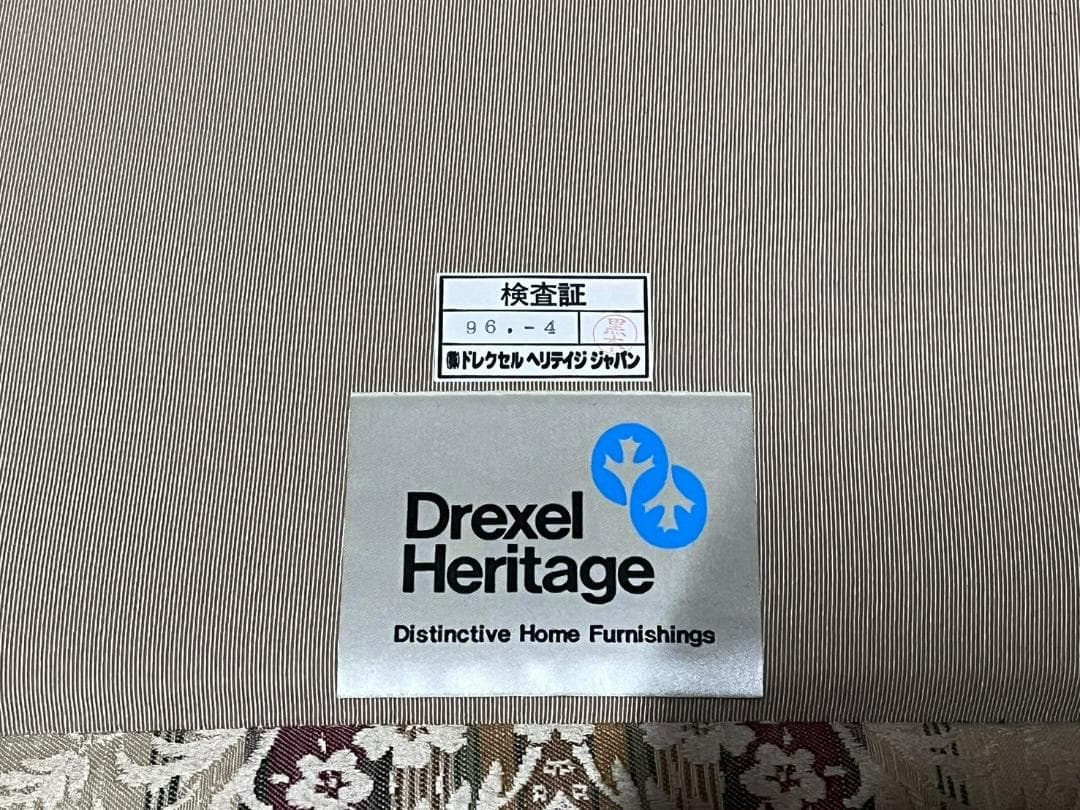 検査証
96.-4
㈱ドレクセル ヘリテイジ ジャパン
Drexel
Heritage
Distinctive Home Furnishings